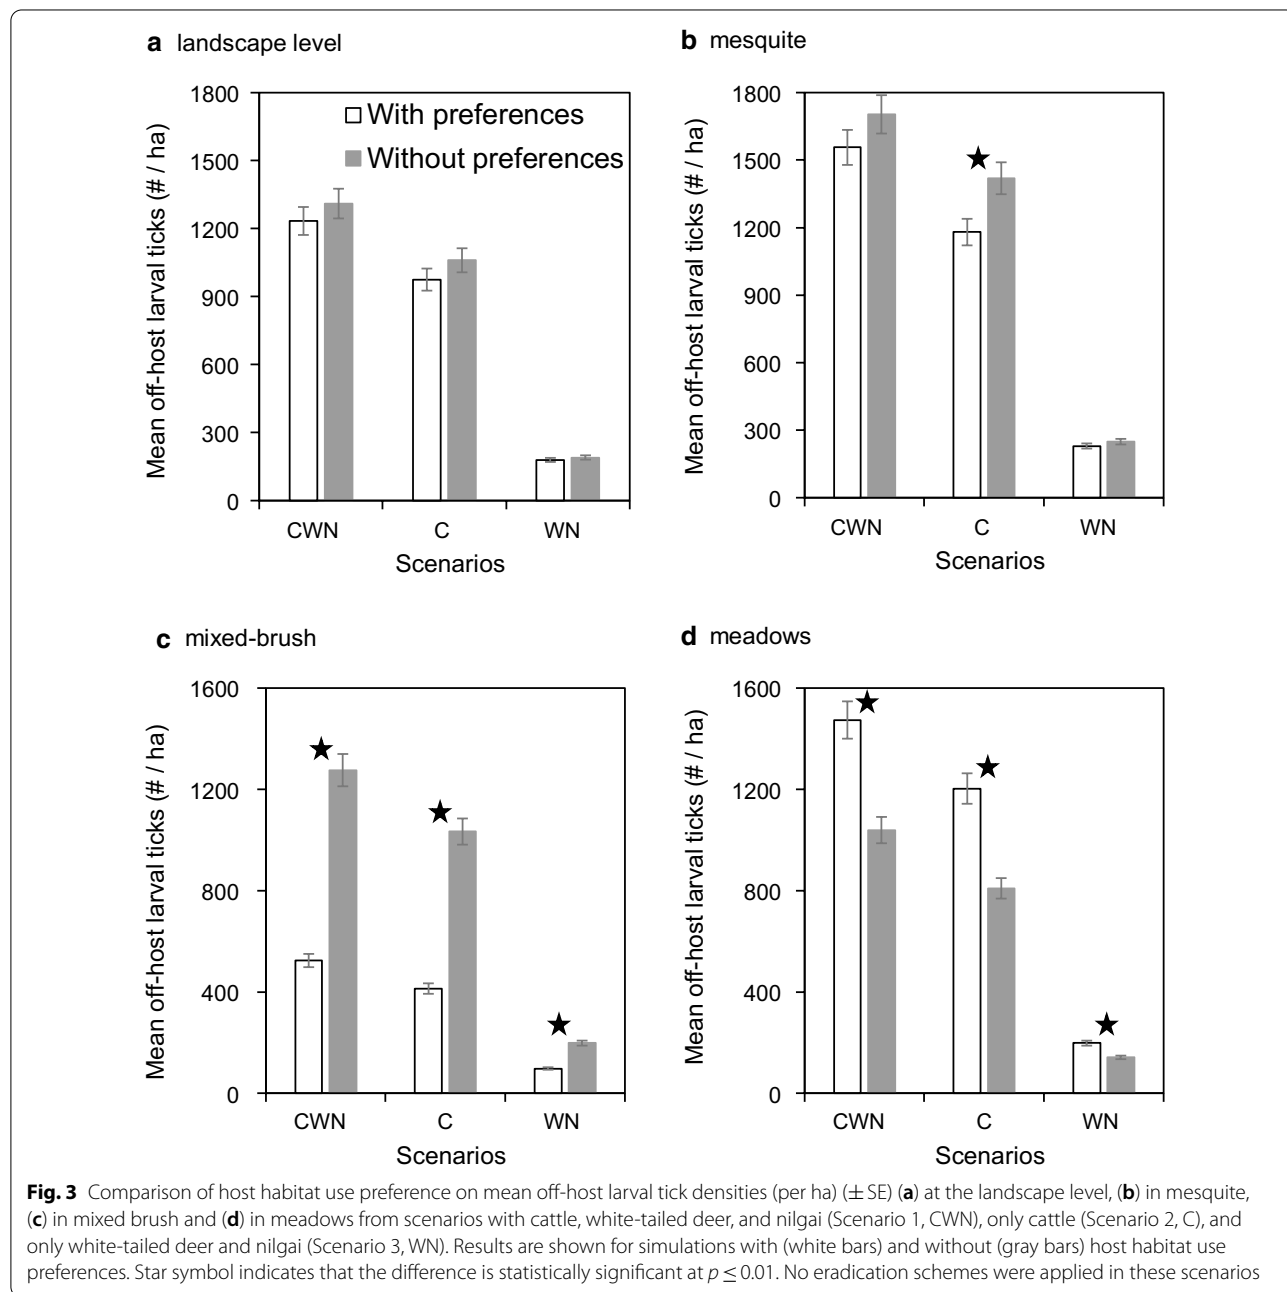 a landscape level
Mean off-host larval ticks (# / ha)
1800
1500
1200
900
600
300
0
With preferences
Without preferences
CWN C WN
Scenarios
b mesquite
Mean off-host larval ticks (# / ha)
1800
1500
1200
900
600
300
0
CWN C WN
Scenarios
c mixed-brush
Mean off-host larval ticks (# / ha)
1600
1200
800
400
0
CWN C WN
Scenarios
d meadows
Mean off-host larval ticks (# / ha)
1600
1200
800
400
0
CWN C WN
Scenarios
Fig. 3 Comparison of host habitat use preference on mean off-host larval tick densities (per ha) (± SE) (a) at the landscape level, (b) in mesquite,
(c) in mixed brush and (d) in meadows from scenarios with cattle, white-tailed deer, and nilgai (Scenario 1, CWN), only cattle (Scenario 2, C), and
only white-tailed deer and nilgai (Scenario 3, WN). Results are shown for simulations with (white bars) and without (gray bars) host habitat use
preferences. Star symbol indicates that the difference is statistically significant at p ≤ 0.01. No eradication schemes were applied in these scenarios